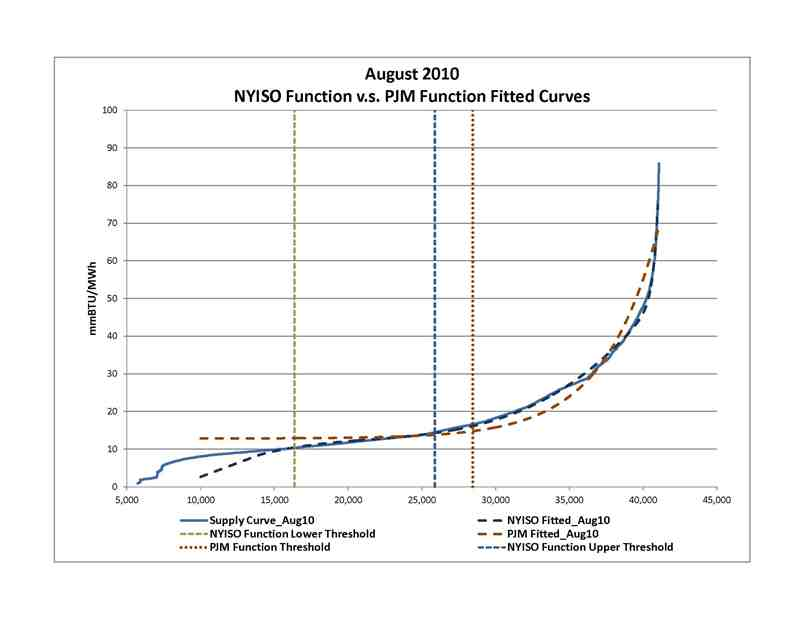 August 2010
NYISO Function v.s. PJM Function Fitted Curves
100
90
80
70
60
50
40
30
20
10
0
mmBTU/MWh
5,000 10,000 15,000 20,000 25,000 30,000 35,000 40,000 45,000
Supply Curve_Aug10 NYISO Fitted_Aug10
NYISO Function Lower Threshold PJM Fitted_Aug10
PJM Function Threshold NYISO Function Upper Threshold